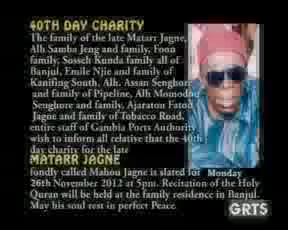 40TH DAY CHARITY
The family of the late Matarr Jagne,
Alh Samba Jeng and family, Foon
family, Sosseh Kunda family all of
Banjul, Emile Njie and family of
Kanifing South, Alh. Assan Senghore
and family of Pipeline, Alh Momodou
Senghore and family, Ajaratou Fatou
Jagne and family of Tobacco Road,
entire staff of Gambia Ports Authority
wish to inform all relative that the 40th
day charity for the late
MATARR JAGNE
fondly called Mahou Jagne is slated for Monday
26th November 2012 at 5pm. Recitation of the Holy
Quran will be held at the family residence in Banjul.
May his soul rest in perfect Peace.
GRTS